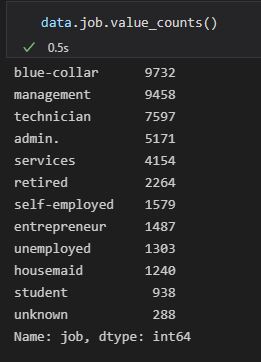 data.job.value_counts()
0.5s
blue-collar 9732
management 9458
technician 7597
admin. 5171
services 4154
retired 2264
self-employed 1579
entrepreneur 1487
unemployed 1303
housemaid 1240
student 938
unknown 288
Name: job, dtype: int64